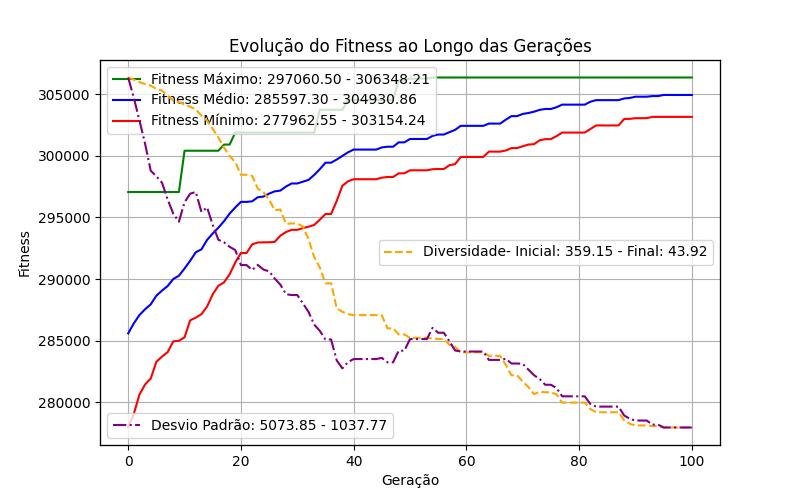 Evolução do Fitness ao Longo das Gerações
Fitness Máximo: 297060.50 - 306348.21
Fitness Médio: 285597.30 - 304930.86
Fitness Mínimo: 277962.55 - 303154.24
Diversidade- Inicial: 359.15 - Final: 43.92
Desvio Padrão: 5073.85 - 1037.77
Fitness
305000
300000
295000
290000
285000
280000
0 20 40 60 80 100
Geração